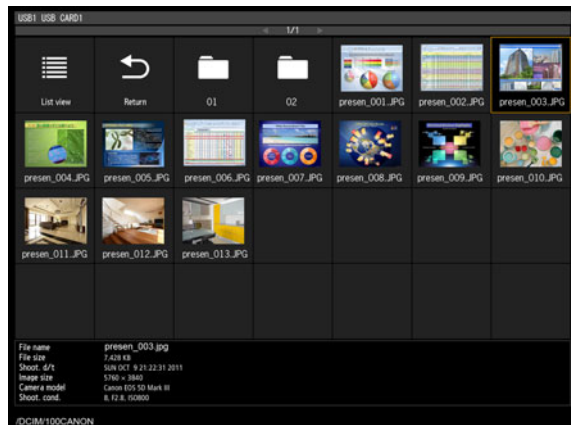 USB1 USB CARD1
1/1
List view
Return
01
02
presen_001.JPG
presen_002.JPG
presen_003.JPG
presen_004.JPG
presen_005.JPG
presen_006.JPG
presen_007.JPG
presen_008.JPG
presen_009.JPG
presen_010.JPG
presen_011.JPG
presen_012.JPG
presen_013.JPG
File name presen_003.jpg
File size 7,428 KB
Shoot. d/t SUN OCT 9 21:22:31 2011
Image size 5760 × 3840
Camera model Canon EOS 5D Mark III
Shoot. cond. 8, F2.8, ISO800
/DCIM/100CANON